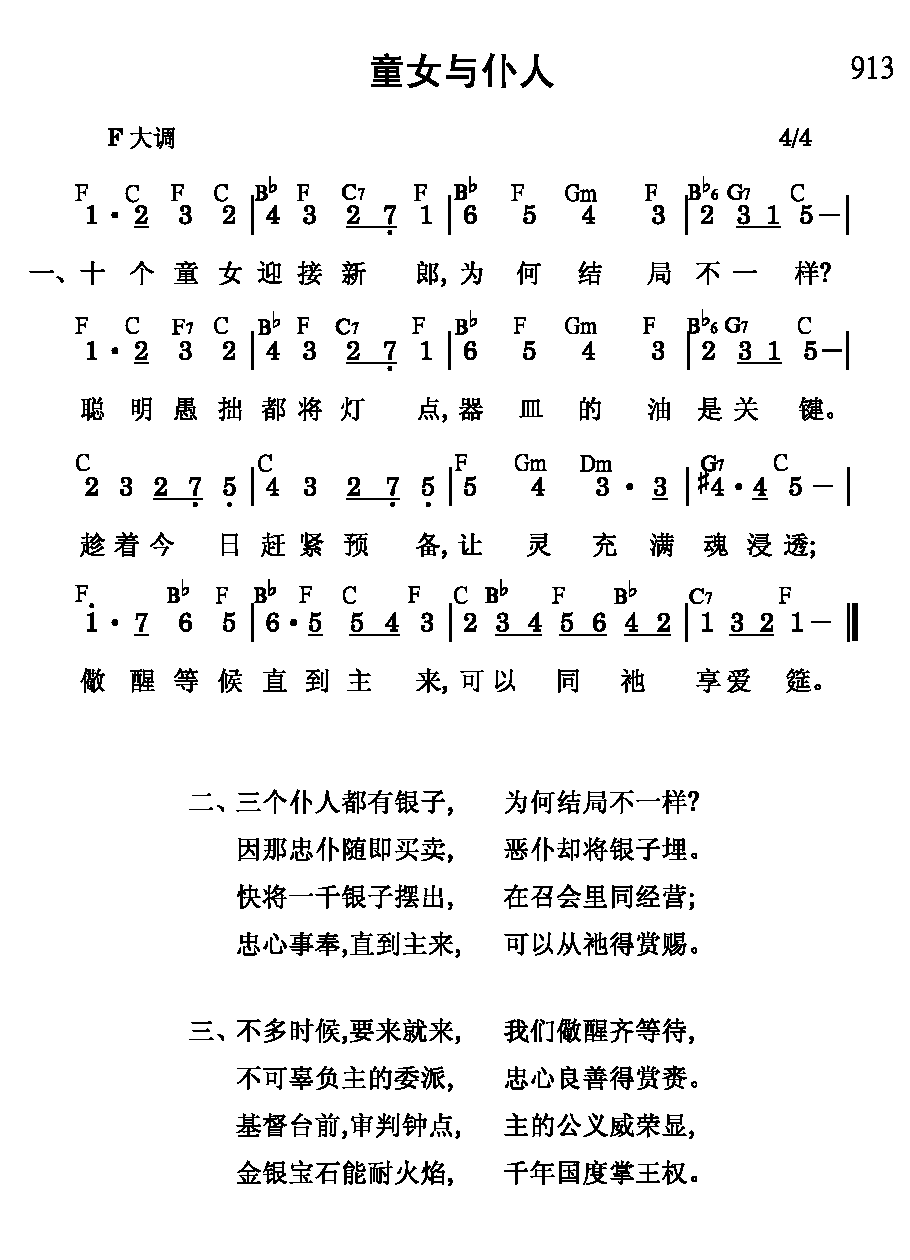 童女与仆人 913
F 大调 4/4
F C F C B♭ F C7 F B♭ F Gm F B♭6 G7 C
1 · 2 3 2 | 4 3 2 7 1 | 6 5 4 3 | 2 3 1 5 — |
一、十个童女迎接新郎,为何结局不一样?
F C F7 C B♭ F C7 F B♭ F Gm F B♭6 G7 C
1 · 2 3 2 | 4 3 2 7 1 | 6 5 4 3 | 2 3 1 5 — |
聪明愚拙都将灯点,器皿的油是关键。
C C F Gm Dm G7 C
2 3 2 7 5 | 4 3 2 7 5 | 5 4 3 · 3 | #4 · 4 5 — |
趁着今日赶紧预备,让灵充满魂浸透;
F B♭ F B♭ F C F C B♭ F B♭ C7 F
1 · 7 6 5 | 6 · 5 5 4 3 | 2 3 4 5 6 4 2 | 1 3 2 1 — ‖
儆醒等候直到主来,可以同祂享爱筵。
二、三个仆人都有银子, 为何结局不一样?
因那忠仆随即买卖, 恶仆却将银子埋。
快将一千银子摆出, 在召会里同经营;
忠心事奉,直到主来, 可以从祂得赏赐。
三、不多时候,要来就来, 我们儆醒齐等待,
不可辜负主的委派, 忠心良善得赏赉。
基督台前,审判钟点, 主的公义威荣显,
金银宝石能耐火焰, 千年国度掌王权。